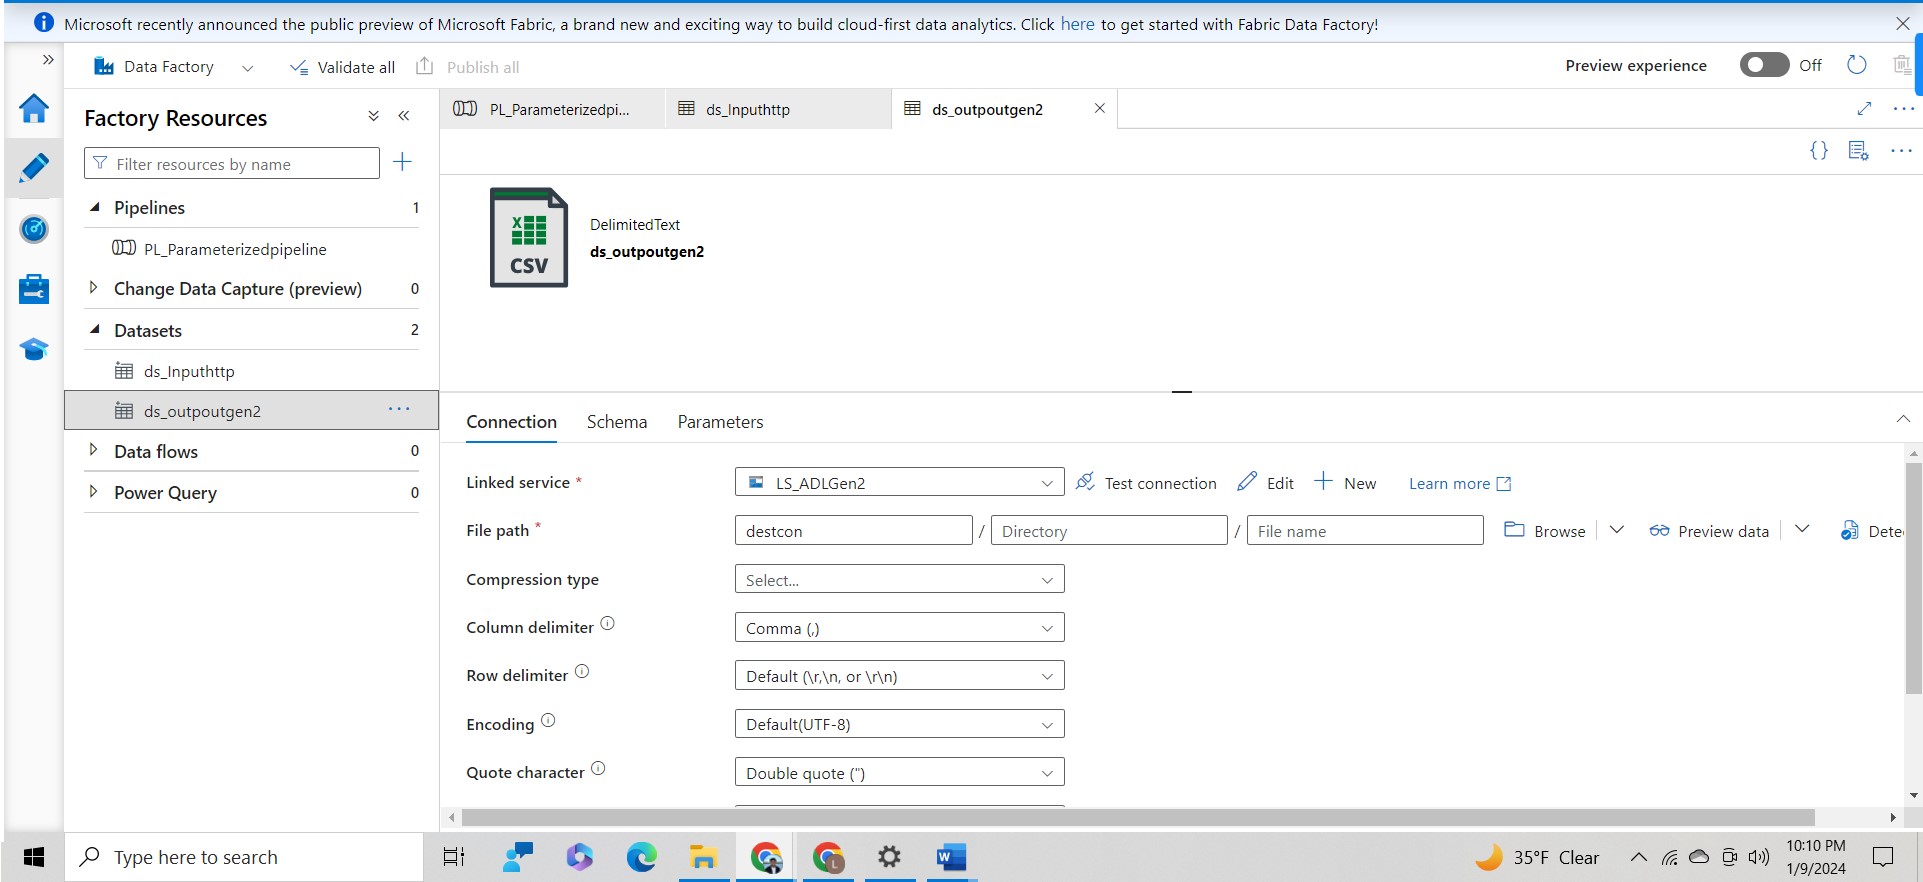 Microsoft recently announced the public preview of Microsoft Fabric, a brand new and exciting way to build cloud-first data analytics. Click here to get started with Fabric Data Factory!
Data Factory
Validate all
Publish all
Preview experience
Off
Factory Resources
Filter resources by name
Pipelines 1
PL_Parameterizedpipeline
Change Data Capture (preview) 0
Datasets 2
ds_Inputhttp
ds_outpoutgen2
Data flows 0
Power Query 0
PL_Parameterizedpi...
ds_Inputhttp
ds_outpoutgen2
{}
X
CSV
DelimitedText
ds_outpoutgen2
Connection Schema Parameters
Linked service * LS_ADLGen2 Test connection Edit New Learn more
File path * destcon / Directory / File name Browse Preview data Dete
Compression type Select...
Column delimiter Comma (,)
Row delimiter Default (\r,\n, or \r\n)
Encoding Default(UTF-8)
Quote character Double quote (")
Type here to search
L
W
35°F Clear
10:10 PM
1/9/2024